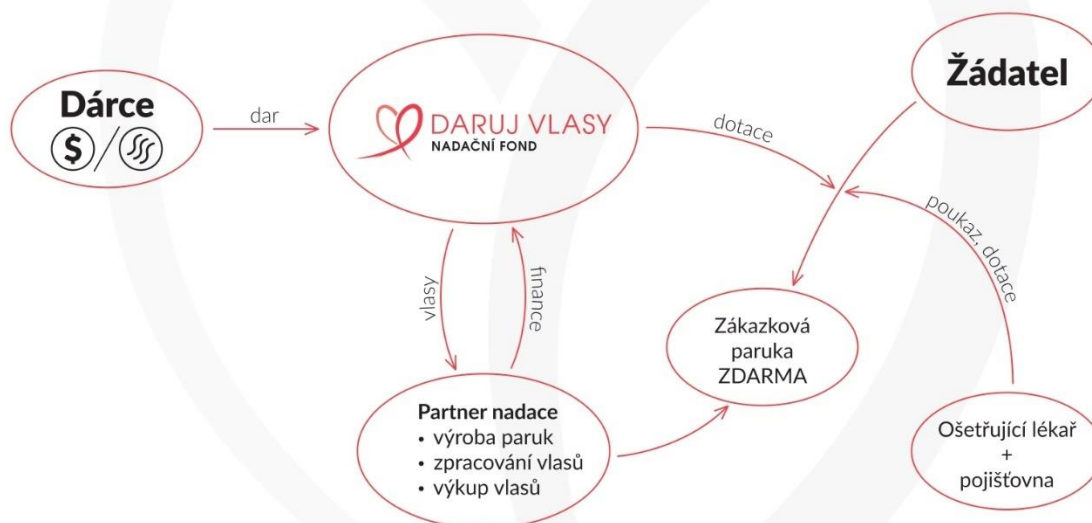 Dárce
$
dar
DARUJ VLASY
NADAČNÍ FOND
dotace
Žádatel
poukaz, dotace
vlasy
finance
Zákazková
paruka
ZDARMA
Partner nadace
• výroba paruk
• zpracování vlasů
• výkup vlasů
Ošetřující lékař
+
pojišťovna